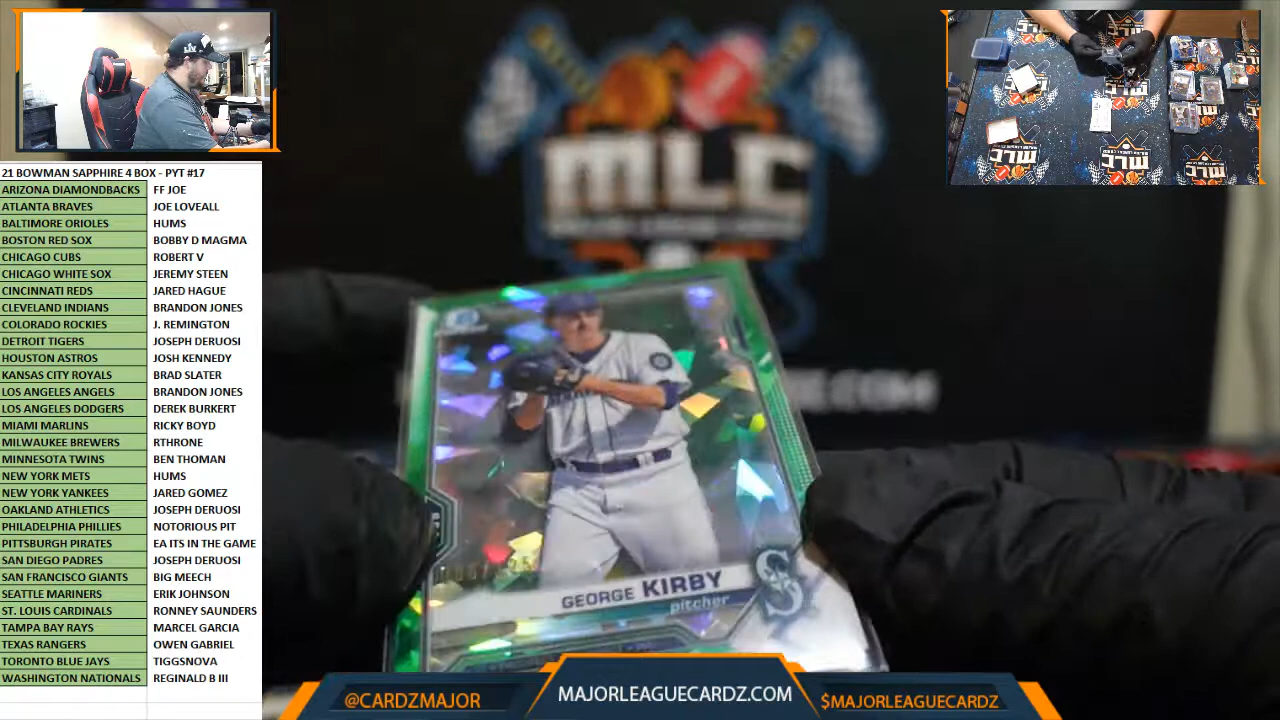 21 BOWMAN SAPPHIRE 4 BOX - PYT #17
ARIZONA DIAMONDBACKS FF JOE
ATLANTA BRAVES JOE LOVEALL
BALTIMORE ORIOLES HUMS
BOSTON RED SOX BOBBY D MAGMA
CHICAGO CUBS ROBERT V
CHICAGO WHITE SOX JEREMY STEEN
CINCINNATI REDS JARED HAGUE
CLEVELAND INDIANS BRANDON JONES
COLORADO ROCKIES J. REMINGTON
DETROIT TIGERS JOSEPH DERUOSI
HOUSTON ASTROS JOSH KENNEDY
KANSAS CITY ROYALS BRAD SLATER
LOS ANGELES ANGELS BRANDON JONES
LOS ANGELES DODGERS DEREK BURKERT
MIAMI MARLINS RICKY BOYD
MILWAUKEE BREWERS RTHRONE
MINNESOTA TWINS BEN THOMAN
NEW YORK METS HUMS
NEW YORK YANKEES JARED GOMEZ
OAKLAND ATHLETICS JOSEPH DERUOSI
PHILADELPHIA PHILLIES NOTORIOUS PIT
PITTSBURGH PIRATES EA ITS IN THE GAME
SAN DIEGO PADRES JOSEPH DERUOSI
SAN FRANCISCO GIANTS BIG MEECH
SEATTLE MARINERS ERIK JOHNSON
ST. LOUIS CARDINALS RONNEY SAUNDERS
TAMPA BAY RAYS MARCEL GARCIA
TEXAS RANGERS OWEN GABRIEL
TORONTO BLUE JAYS TIGGSNOVA
WASHINGTON NATIONALS REGINALD B III
MLC
GEORGE KIRBY
pitcher
@CARDZMAJOR
MAJORLEAGUECARDZ.COM
$MAJORLEAGUECARDZ
MLC
MLC
MLC